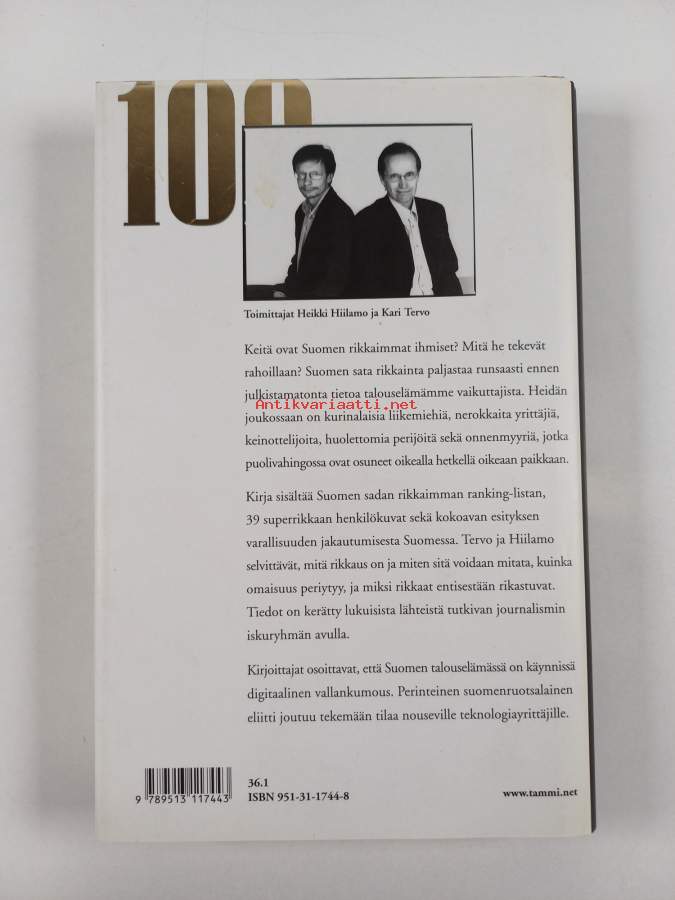 100
Toimittajat Heikki Hiilamo ja Kari Tervo
Keitä ovat Suomen rikkaimmat ihmiset? Mitä he tekevät
rahoillaan? Suomen sata rikkainta paljastaa runsaasti ennen
julkistamatonta tietoa talouselämämme vaikuttajista. Heidän
Antikvariaatti.net
joukossaan on kurinalaisia liikemiehiä, nerokkaita yrittäjiä,
keinottelijoita, huolettomia perijöitä sekä onnenmyyriä, jotka
puolivahingossa ovat osuneet oikealla hetkellä oikeaan paikkaan.
Kirja sisältää Suomen sadan rikkaimman ranking-listan,
39 superrikkaan henkilökuvat sekä kokoavan esityksen
varallisuuden jakautumisesta Suomessa. Tervo ja Hiilamo
selvittävät, mitä rikkaus on ja miten sitä voidaan mitata, kuinka
omaisuus periytyy, ja miksi rikkaat entisestään rikastuvat.
Tiedot on kerätty lukuisista lähteistä tutkivan journalismin
iskuryhmän avulla.
Kirjoittajat osoittavat, että Suomen talouselämässä on käynnissä
digitaalinen vallankumous. Perinteinen suomenruotsalainen
eliitti joutuu tekemään tilaa nouseville teknologiayrittäjille.
36.1
ISBN 951-31-1744-8
www.tammi.net
9 789513 117443